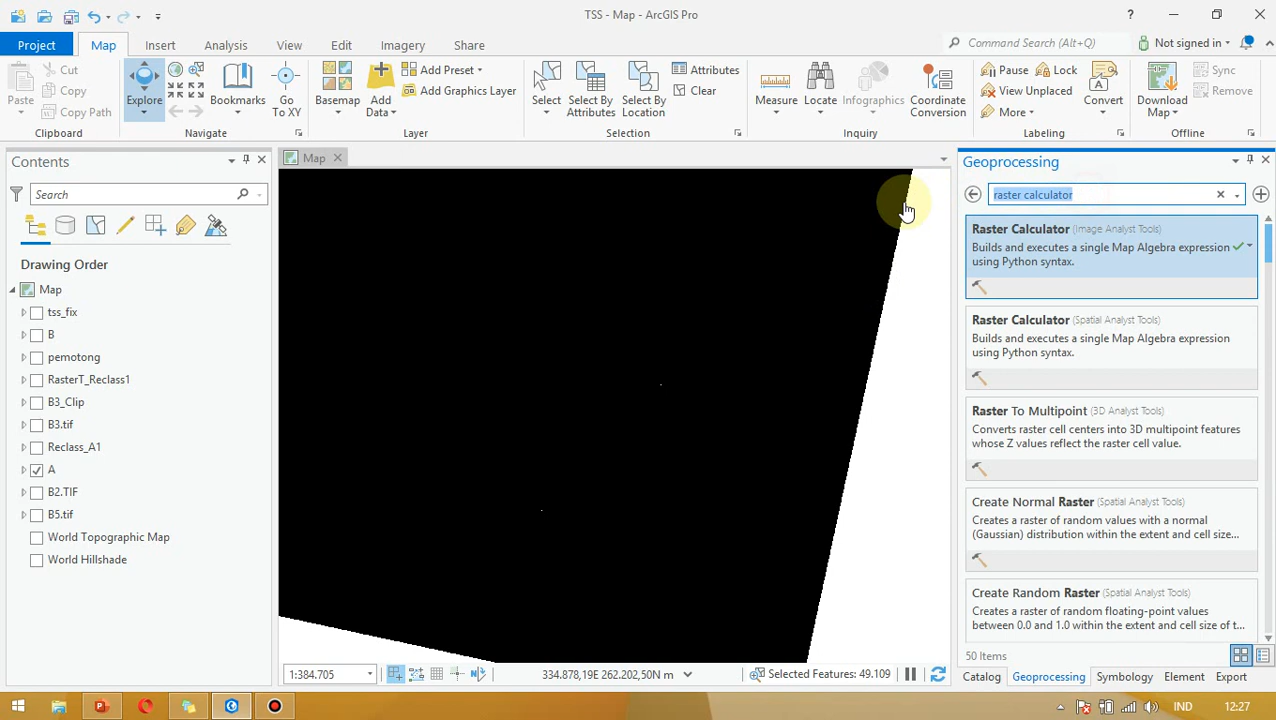 TSS - Map - ArcGIS Pro
Project
Map
Insert
Analysis
View
Edit
Imagery
Share
Command Search (Alt+Q)
Not signed in
Paste
Cut
Copy
Copy Path
Clipboard
Explore
Bookmarks
Go To XY
Navigate
Basemap
Add Data
Add Preset
Add Graphics Layer
Layer
Select
Select By Attributes
Select By Location
Attributes
Clear
Selection
Measure
Locate
Infographics
Coordinate Conversion
Inquiry
Pause
Lock
View Unplaced
More
Convert
Labeling
Download Map
Sync
Remove
Offline
Contents
Search
Drawing Order
Map
tss_fix
B
pemotong
RasterT_Reclass1
B3_Clip
B3.tif
Reclass_A1
A
B2.TIF
B5.tif
World Topographic Map
World Hillshade
Map
1:384.705
334.878,19E 262.202,50N m
Selected Features: 49.109
Geoprocessing
raster calculator
Raster Calculator (Image Analyst Tools)
Builds and executes a single Map Algebra expression
using Python syntax.
Raster Calculator (Spatial Analyst Tools)
Builds and executes a single Map Algebra expression
using Python syntax.
Raster To Multipoint (3D Analyst Tools)
Converts raster cell centers into 3D multipoint features
whose Z values reflect the raster cell value.
Create Normal Raster (Spatial Analyst Tools)
Creates a raster of random values with a normal
(Gaussian) distribution within the extent and cell size...
Create Random Raster (Spatial Analyst Tools)
Creates a raster of random floating-point values
between 0.0 and 1.0 within the extent and cell size of t...
50 Items
Catalog
Geoprocessing
Symbology
Element
Export
IND
12:27